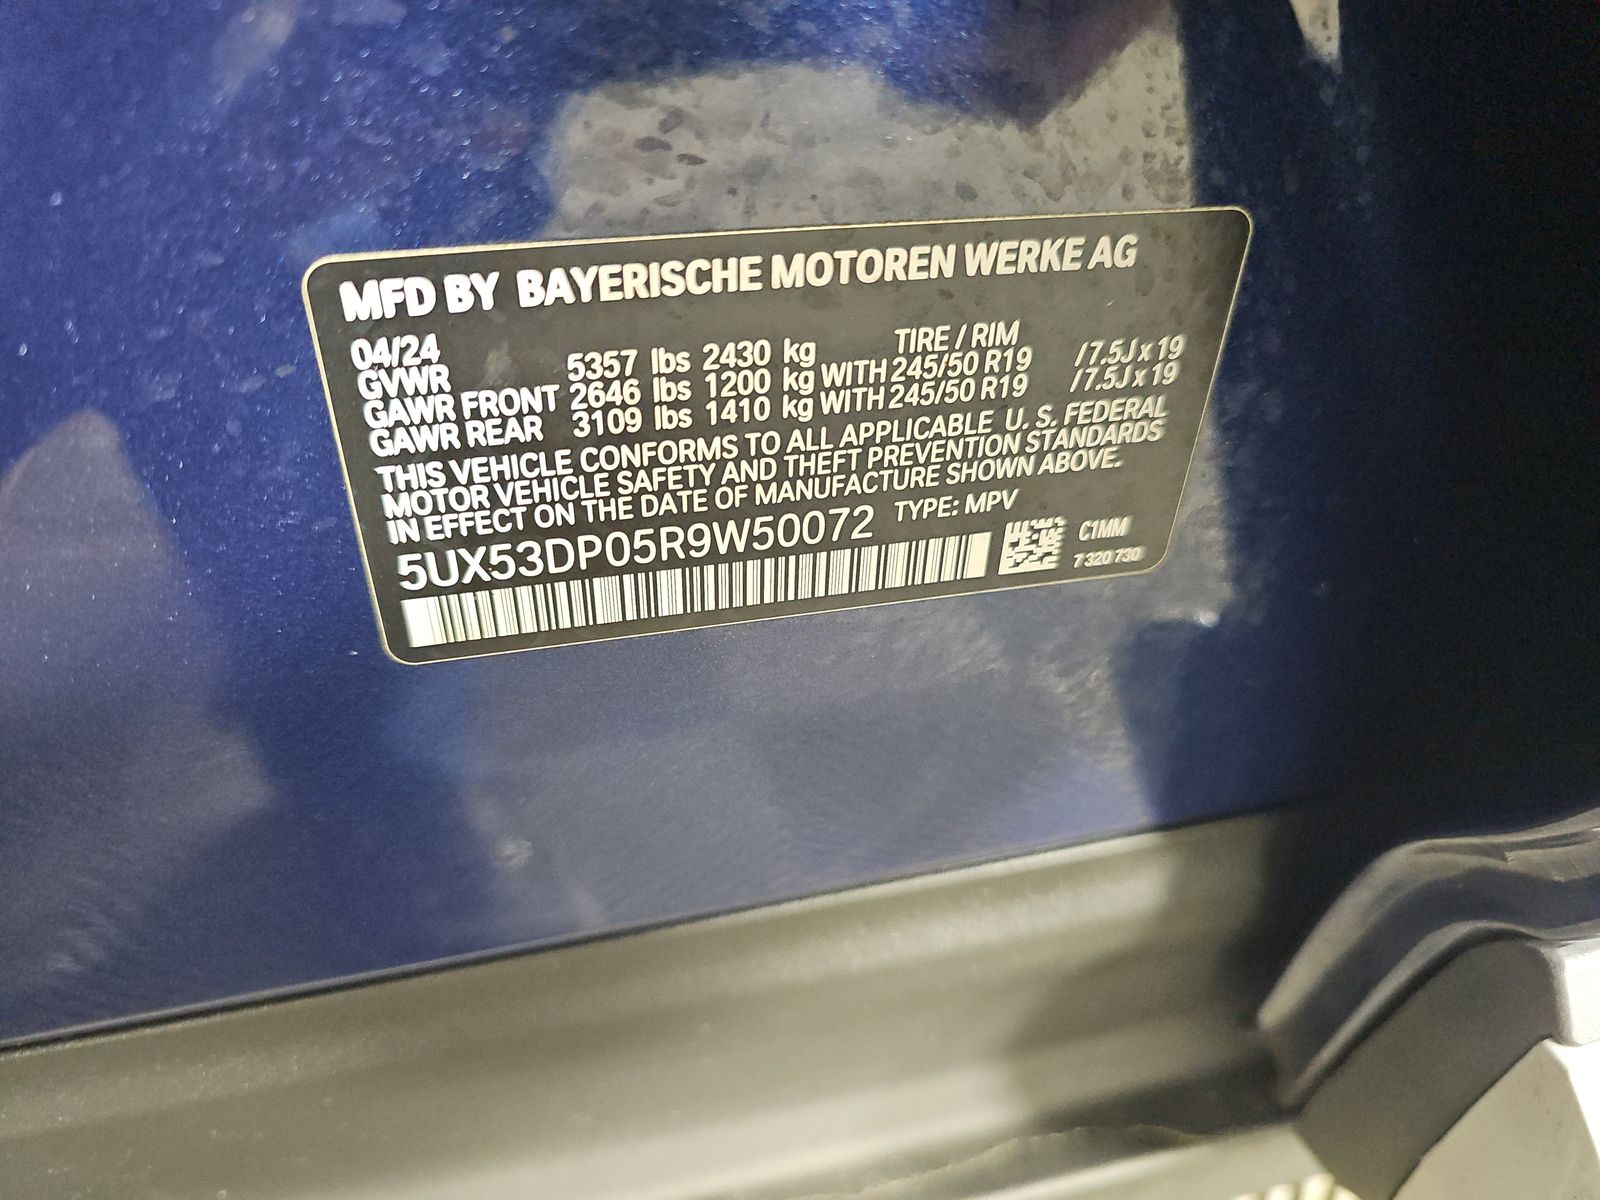 MFD BY BAYERISCHE MOTOREN WERKE AG
04/24 TIRE / RIM
GVWR 5357 lbs 2430 kg
GAWR FRONT 2646 lbs 1200 kg WITH 245/50 R19 / 7.5J x 19
GAWR REAR 3109 lbs 1410 kg WITH 245/50 R19 / 7.5J x 19
THIS VEHICLE CONFORMS TO ALL APPLICABLE U. S. FEDERAL
MOTOR VEHICLE SAFETY AND THEFT PREVENTION STANDARDS
IN EFFECT ON THE DATE OF MANUFACTURE SHOWN ABOVE.
5UX53DP05R9W50072 TYPE: MPV
C1MM
7 320 730